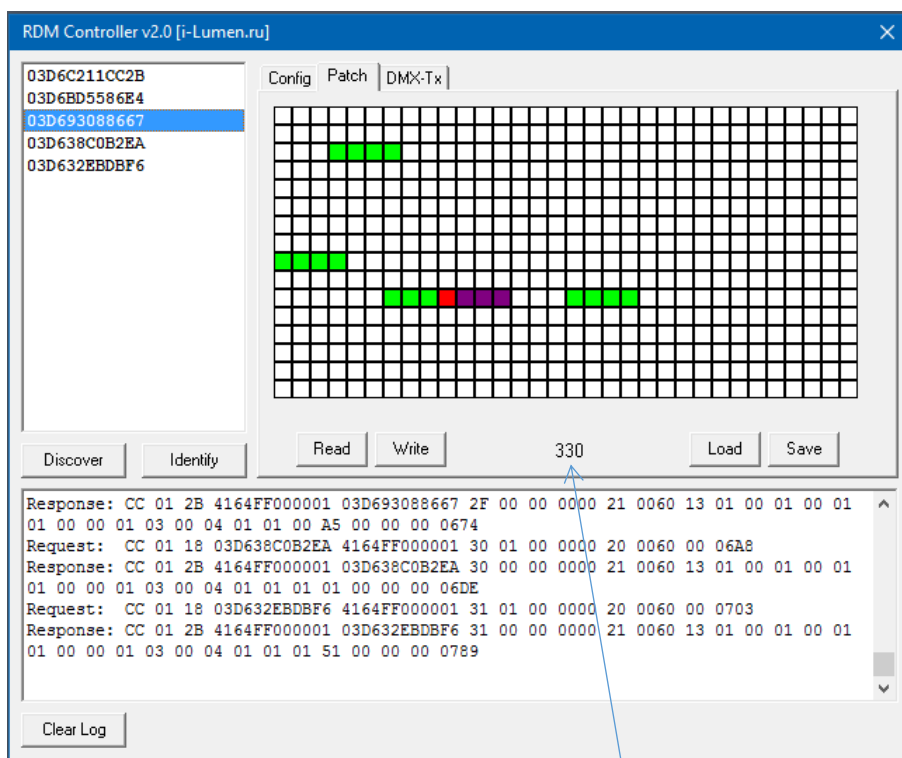 RDM Controller v2.0 [i-Lumen.ru]
03D6C211CC2B
03D6BD5586E4
03D693088667
03D638C0B2EA
03D632EBDBF6
Config Patch DMX-Tx
Read Write 330 Load Save
Discover Identify
Response: CC 01 2B 4164FF000001 03D693088667 2F 00 00 0000 21 0060 13 01 00 01 00 01
01 00 00 01 03 00 04 01 01 00 A5 00 00 00 0674
Request: CC 01 18 03D638C0B2EA 4164FF000001 30 01 00 0000 20 0060 00 06A8
Response: CC 01 2B 4164FF000001 03D638C0B2EA 30 00 00 0000 21 0060 13 01 00 01 00 01
01 00 00 01 03 00 04 01 01 01 01 00 00 00 06DE
Request: CC 01 18 03D632EBDBF6 4164FF000001 31 01 00 0000 20 0060 00 0703
Response: CC 01 2B 4164FF000001 03D632EBDBF6 31 00 00 0000 21 0060 13 01 00 01 00 01
01 00 00 01 03 00 04 01 01 01 51 00 00 00 0789
Clear Log